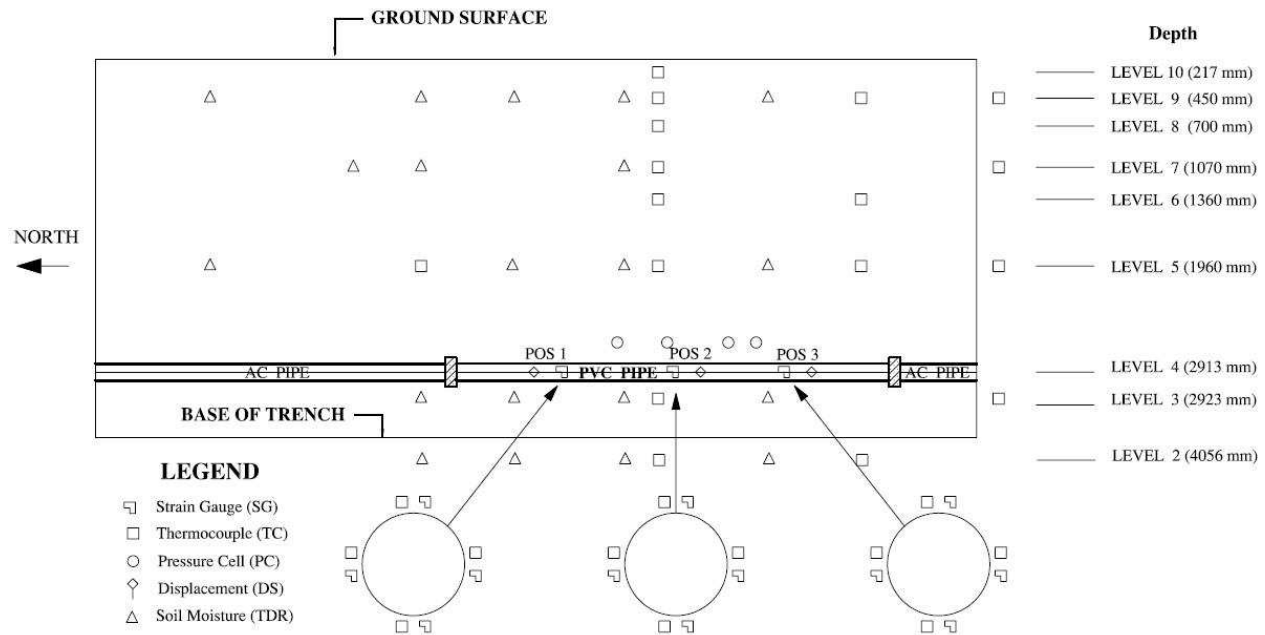 GROUND SURFACE
Depth
LEVEL 10 (217 mm)
LEVEL 9 (450 mm)
LEVEL 8 (700 mm)
LEVEL 7 (1070 mm)
LEVEL 6 (1360 mm)
NORTH
LEVEL 5 (1960 mm)
POS 1
POS 2
POS 3
AC PIPE
PVC PIPE
AC PIPE
LEVEL 4 (2913 mm)
LEVEL 3 (2923 mm)
BASE OF TRENCH
LEVEL 2 (4056 mm)
LEGEND
Strain Gauge (SG)
Thermocouple (TC)
Pressure Cell (PC)
Displacement (DS)
Soil Moisture (TDR)